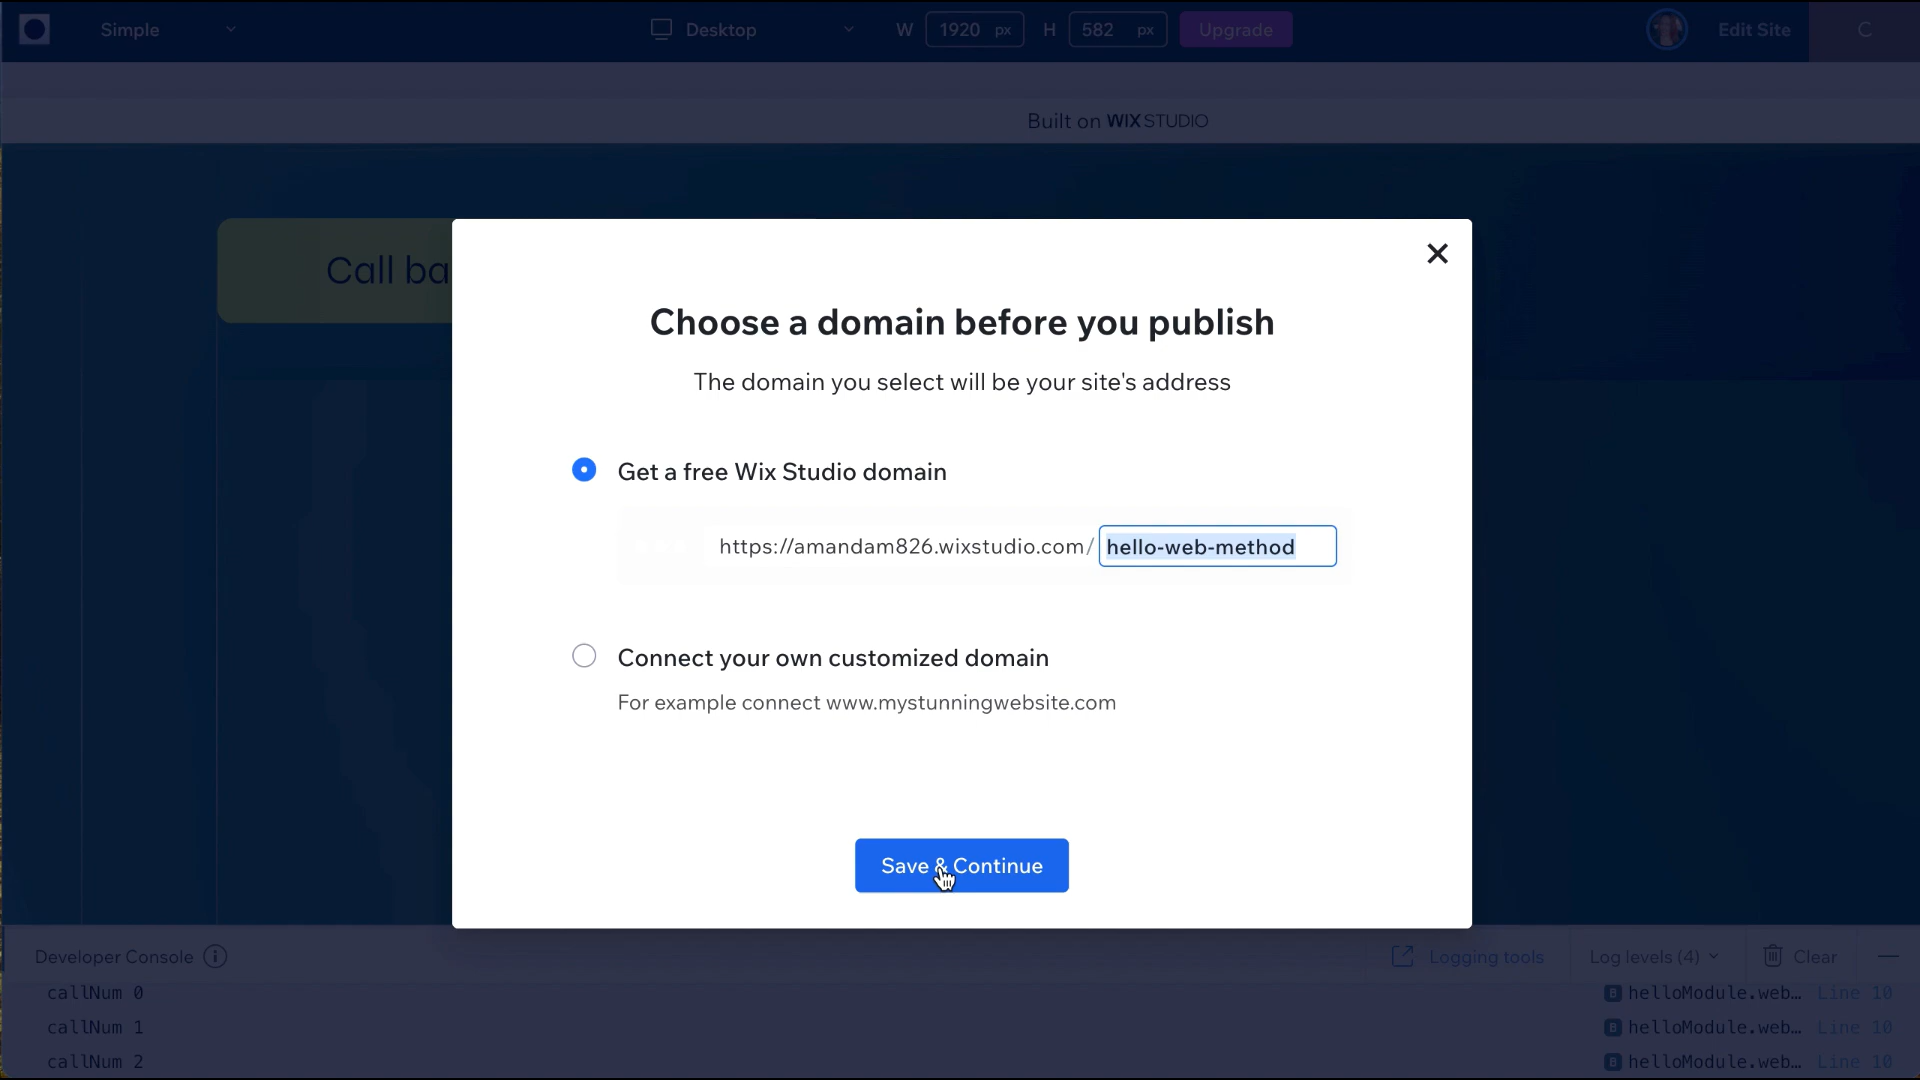 Simple
Desktop
W 1920 px H 582 px
Upgrade
Edit Site
Built on WIX STUDIO
Call ba
Choose a domain before you publish
The domain you select will be your site's address
Get a free Wix Studio domain
https://amandam826.wixstudio.com/ hello-web-method
Connect your own customized domain
For example connect www.mystunningwebsite.com
Save & Continue
Developer Console
Logging tools
Log levels (4)
Clear
callNum 0 helloModule.web… Line 10
callNum 1 helloModule.web… Line 10
callNum 2 helloModule.web… Line 10